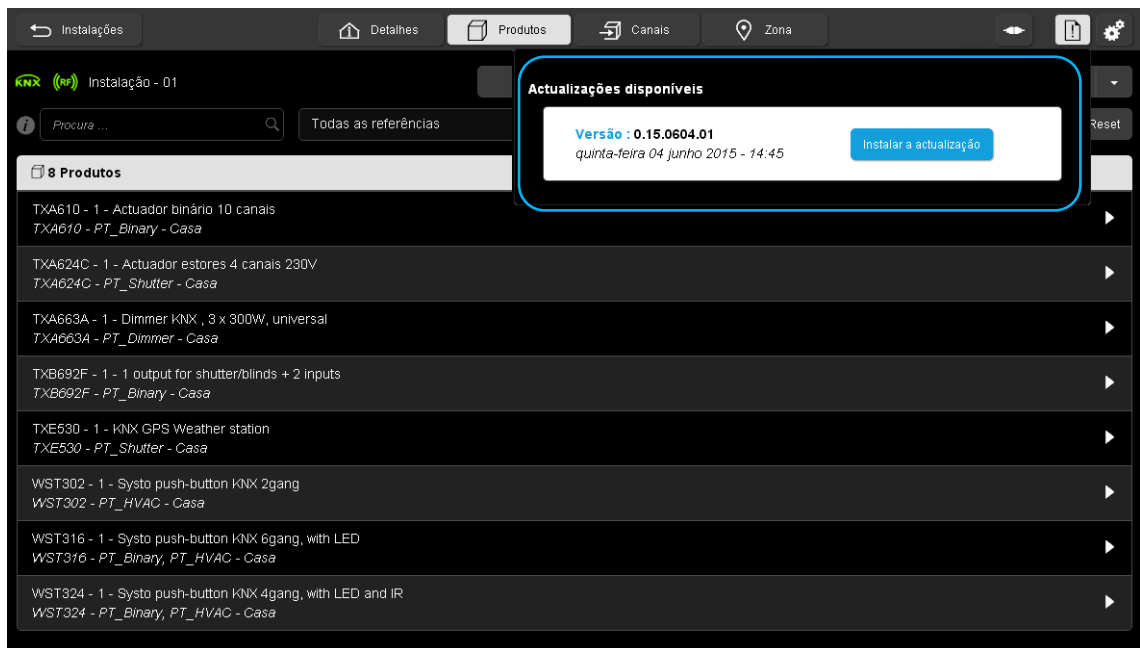 Instalações
Detalhes
Produtos
Canais
Zona
KNX ((RF)) Instalação - 01
Procura ...
Todas as referências
Reset
Actualizações disponíveis
Versão : 0.15.0604.01
quinta-feira 04 junho 2015 - 14:45
Instalar a actualização
8 Produtos
TXA610 - 1 - Actuador binário 10 canais
TXA610 - PT_Binary - Casa
TXA624C - 1 - Actuador estores 4 canais 230V
TXA624C - PT_Shutter - Casa
TXA663A - 1 - Dimmer KNX , 3 x 300W, universal
TXA663A - PT_Dimmer - Casa
TXB692F - 1 - 1 output for shutter/blinds + 2 inputs
TXB692F - PT_Binary - Casa
TXE530 - 1 - KNX GPS Weather station
TXE530 - PT_Shutter - Casa
WST302 - 1 - Systo push-button KNX 2gang
WST302 - PT_HVAC - Casa
WST316 - 1 - Systo push-button KNX 6gang, with LED
WST316 - PT_Binary, PT_HVAC - Casa
WST324 - 1 - Systo push-button KNX 4gang, with LED and IR
WST324 - PT_Binary, PT_HVAC - Casa